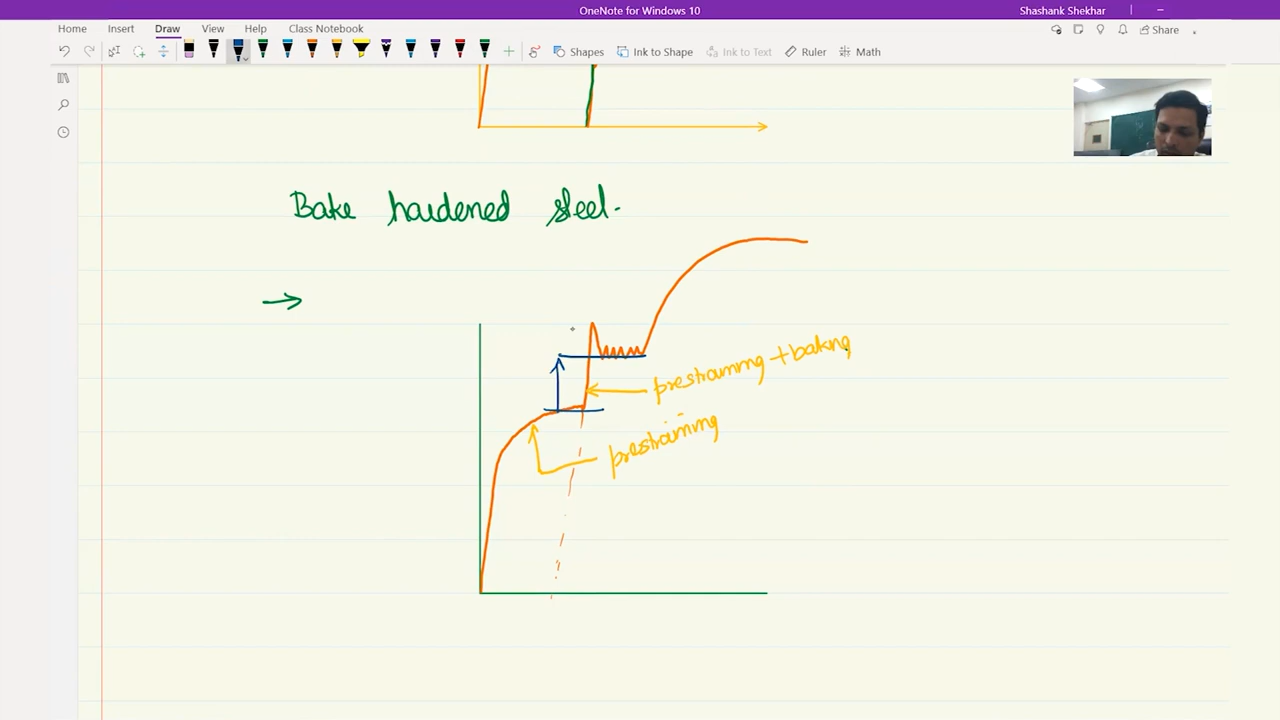 OneNote for Windows 10
Shashank Shekhar
Home Insert Draw View Help Class Notebook
Share
Shapes Ink to Shape Ink to Text Ruler Math
Bake hardened steel.
prestraining + baking
prestraining